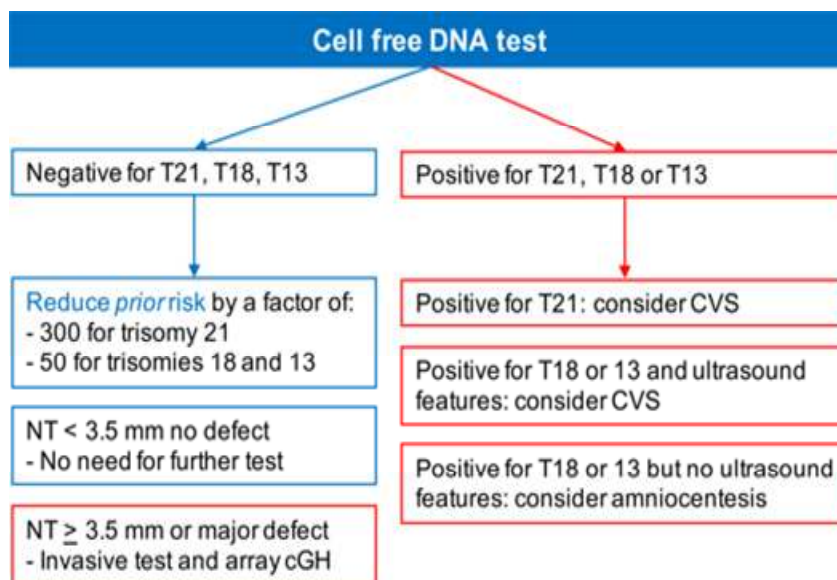 Cell free DNA test
Negative for T21, T18, T13
Positive for T21, T18 or T13
Reduce prior risk by a factor of:
- 300 for trisomy 21
- 50 for trisomies 18 and 13
NT < 3.5 mm no defect
- No need for further test
NT ≥ 3.5 mm or major defect
- Invasive test and array cGH
Positive for T21: consider CVS
Positive for T18 or 13 and ultrasound
features: consider CVS
Positive for T18 or 13 but no ultrasound
features: consider amniocentesis